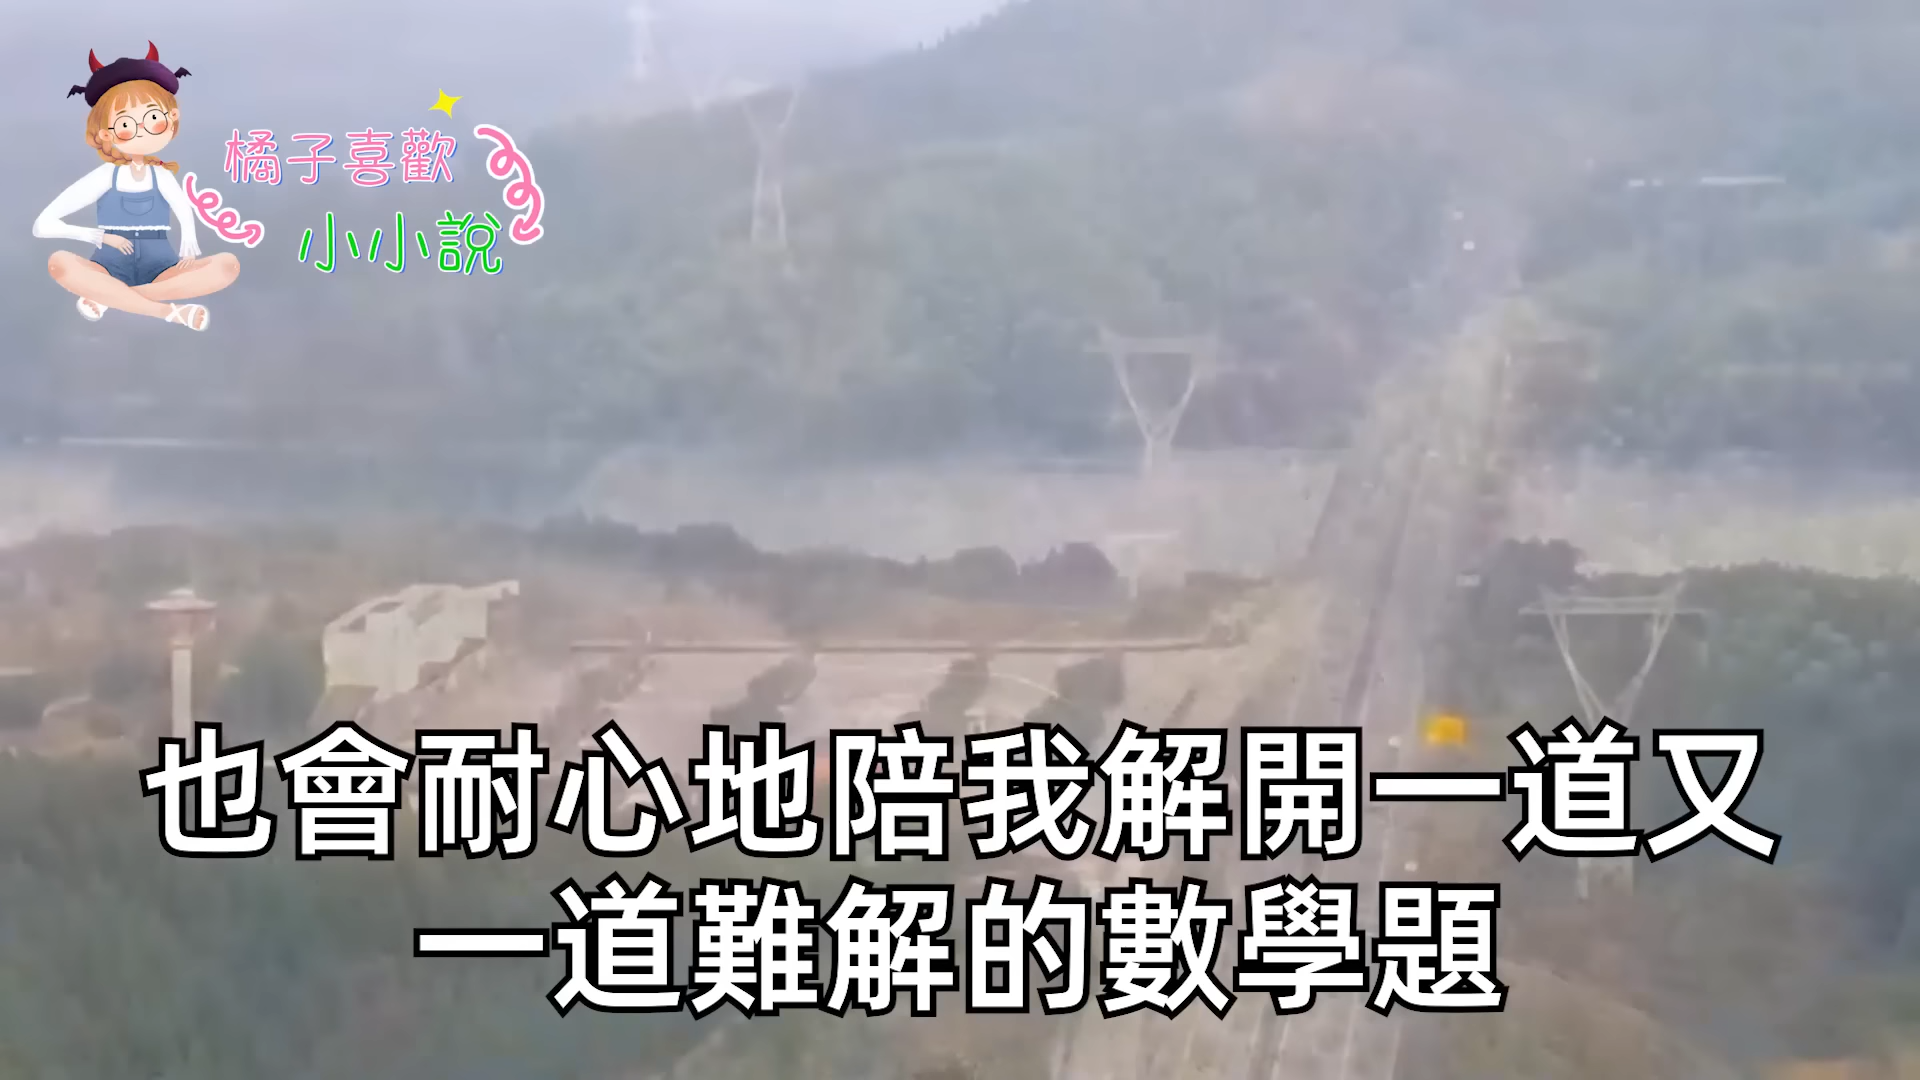 橘子喜歡
小小說
也會耐心地陪我解開一道又
一道難解的數學題